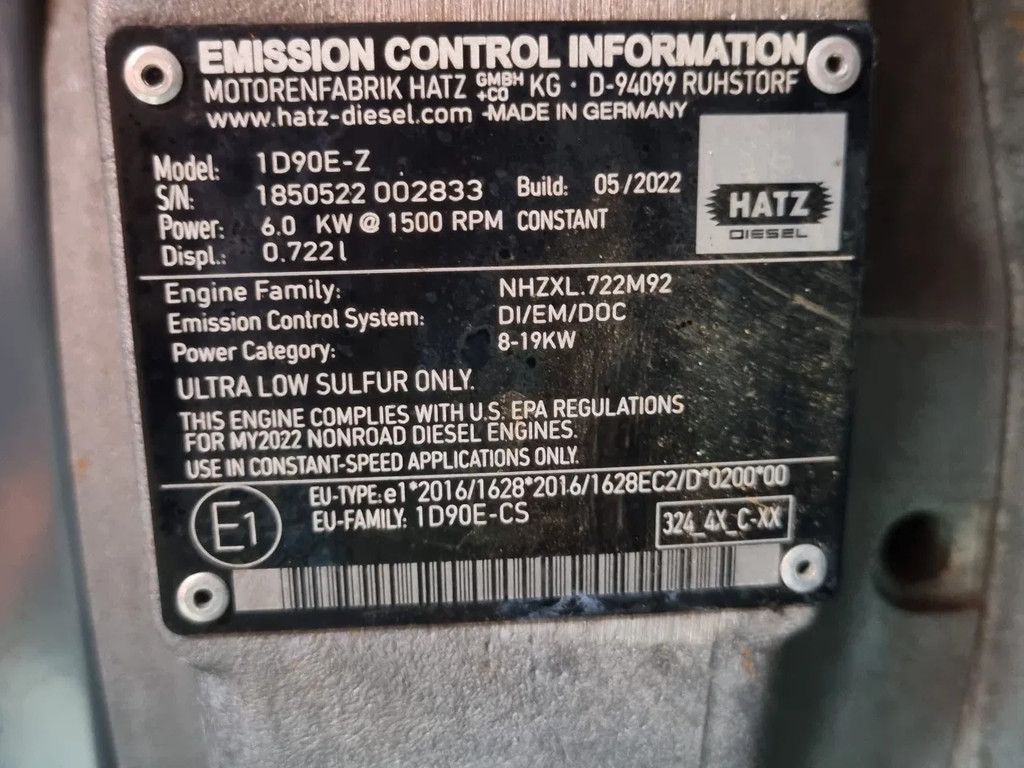 EMISSION CONTROL INFORMATION
MOTORENFABRIK HATZ GMBH +CO KG · D-94099 RUHSTORF
www.hatz-diesel.com -MADE IN GERMANY
Model: 1D90E-Z
S/N: 1850522 002833 Build: 05/2022
Power: 6.0 KW @ 1500 RPM CONSTANT
Displ.: 0.722l
HATZ
DIESEL
Engine Family: NHZXL.722M92
Emission Control System: DI/EM/DOC
Power Category: 8-19KW
ULTRA LOW SULFUR ONLY.
THIS ENGINE COMPLIES WITH U.S. EPA REGULATIONS
FOR MY2022 NONROAD DIESEL ENGINES.
USE IN CONSTANT-SPEED APPLICATIONS ONLY.
E1
EU-TYPE: e1*2016/1628*2016/1628EC2/D*0200*00
EU-FAMILY: 1D90E-CS
324_4X_C-XX